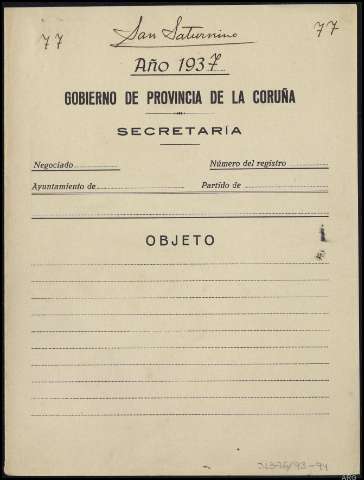 77 San Saturnino 77
Año 1937
GOBIERNO DE PROVINCIA DE LA CORUÑA
SECRETARÍA
Negociado Número del registro
Ayuntamiento de Partido de
OBJETO
ARG